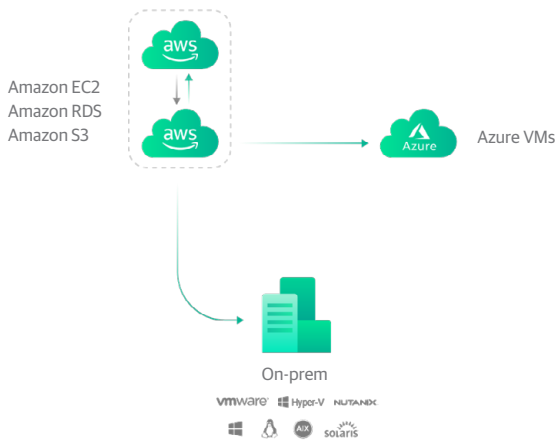 aws
Amazon EC2
Amazon RDS
Amazon S3
aws
Azure
Azure VMs
On-prem
vmware® Hyper-V NUTANIX
AIX solaris